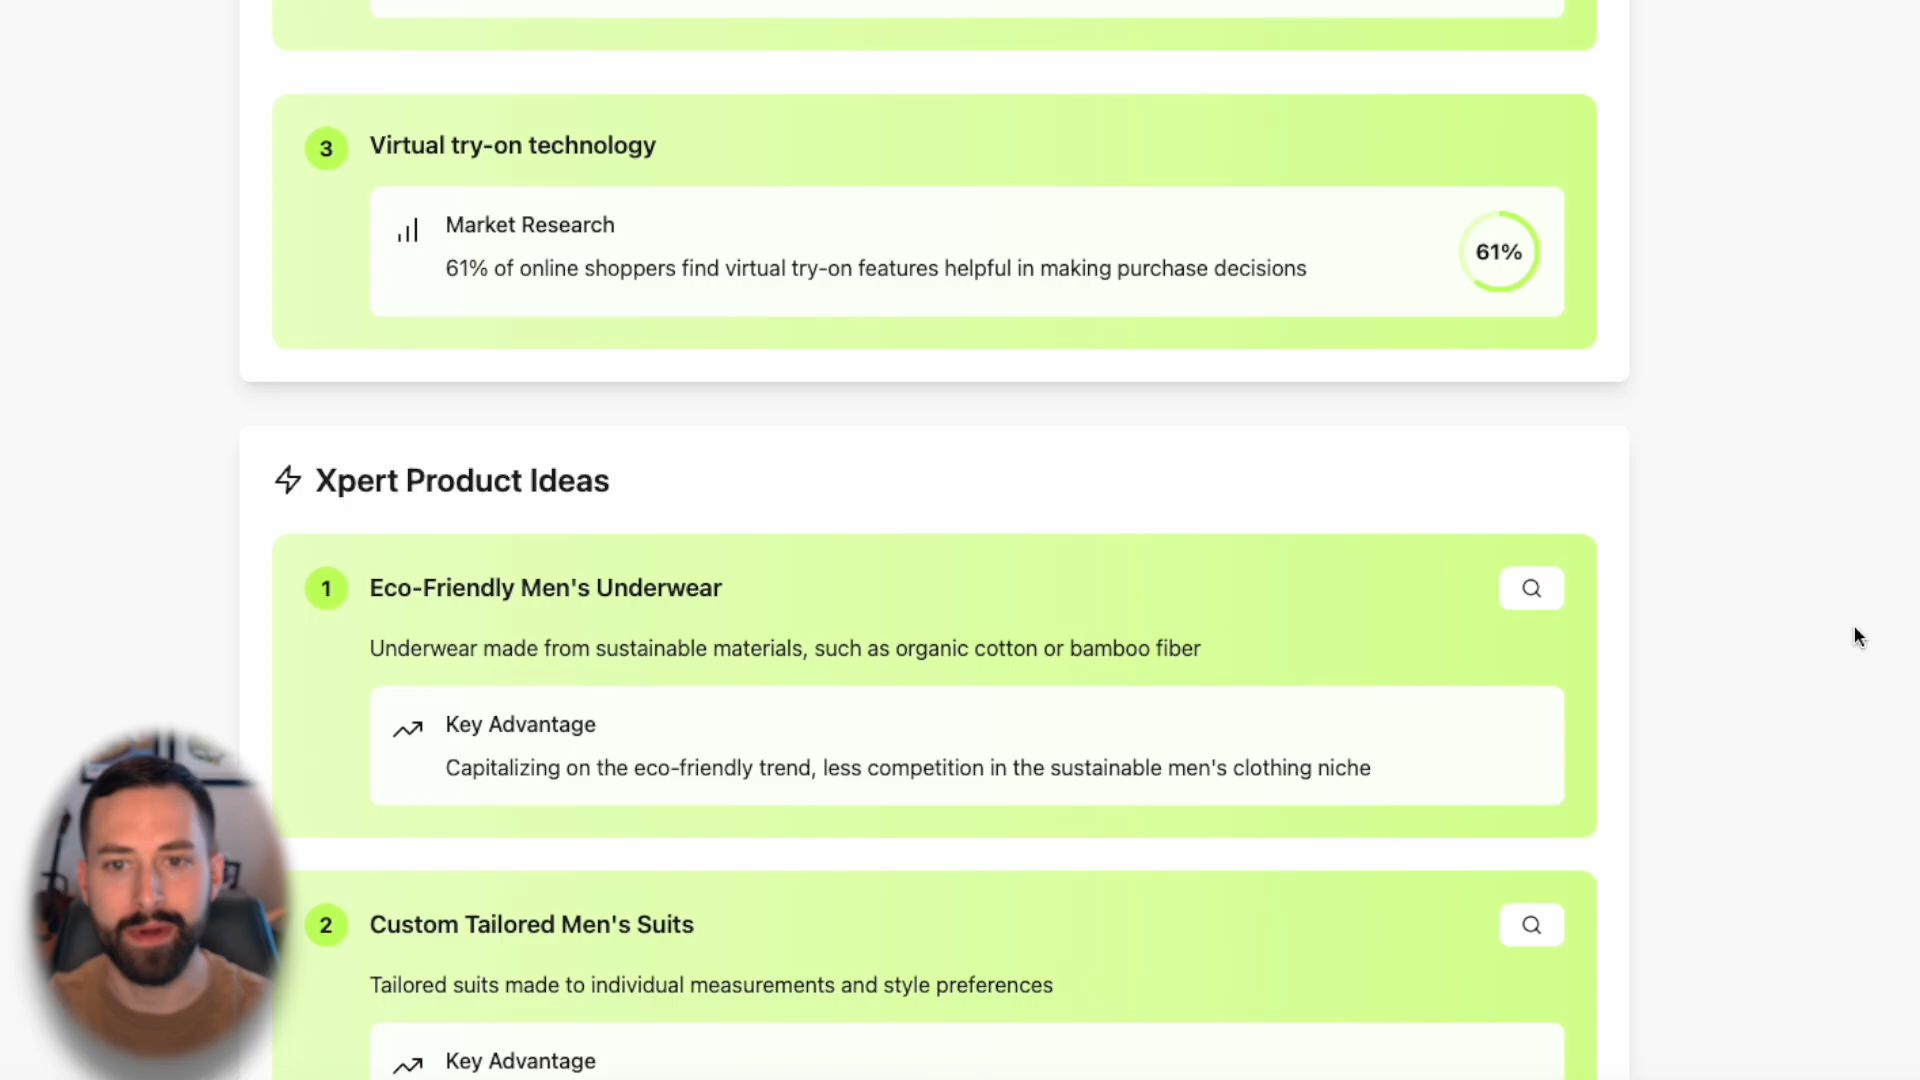 3
Virtual try-on technology
Market Research
61% of online shoppers find virtual try-on features helpful in making purchase decisions
61%
Xpert Product Ideas
1
Eco-Friendly Men's Underwear
Underwear made from sustainable materials, such as organic cotton or bamboo fiber
Key Advantage
Capitalizing on the eco-friendly trend, less competition in the sustainable men's clothing niche
2
Custom Tailored Men's Suits
Tailored suits made to individual measurements and style preferences
Key Advantage